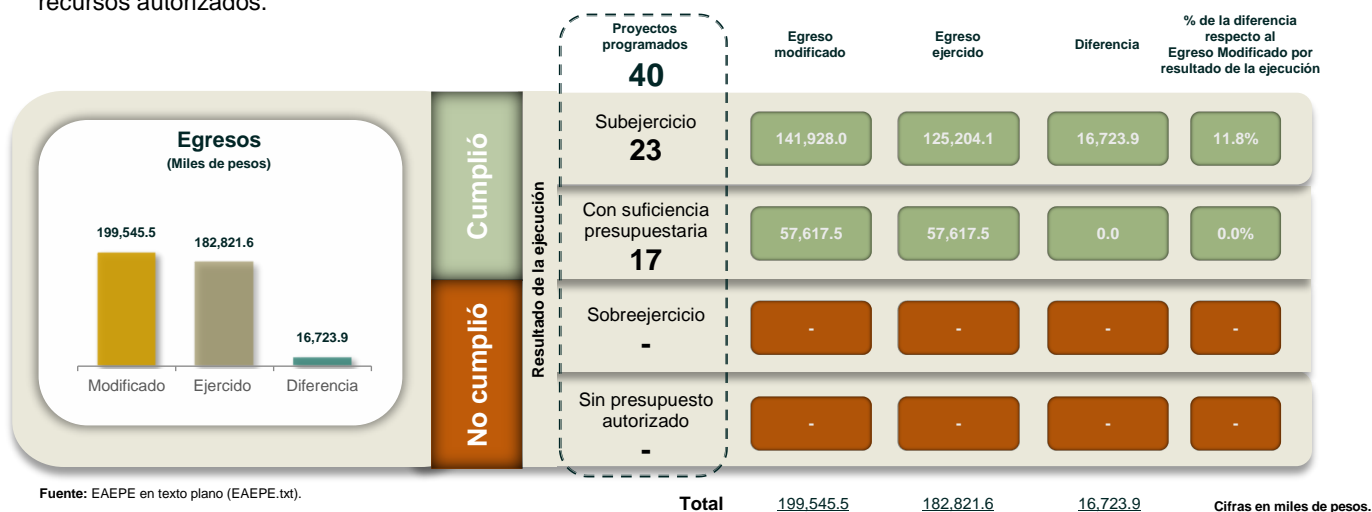 recursos autorizados.
Proyectos
programados
40
Egreso
modificado
Egreso
ejercido
Diferencia
% de la diferencia
respecto al
Egreso Modificado por
resultado de la ejecución
Egresos
(Miles de pesos)
199,545.5
182,821.6
16,723.9
Modificado
Ejercido
Diferencia
Cumplió
No cumplió
Resultado de la ejecución
Subejercicio
23
141,928.0
125,204.1
16,723.9
11.8%
Con suficiencia
presupuestaria
17
57,617.5
57,617.5
0.0
0.0%
Sobreejercicio
-
-
-
-
-
Sin presupuesto
autorizado
-
-
-
-
-
Fuente: EAEPE en texto plano (EAEPE.txt).
Total 199,545.5 182,821.6 16,723.9
Cifras en miles de pesos.